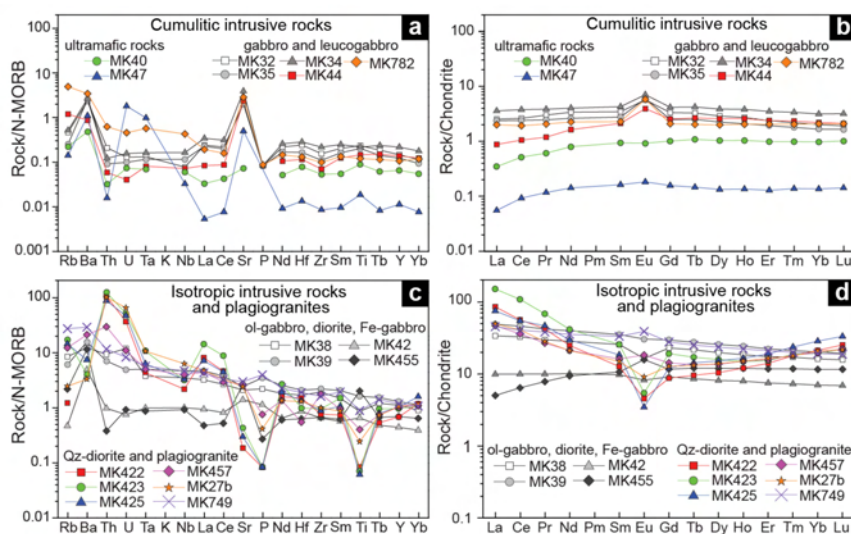 Cumulitic intrusive rocks
a
ultramafic rocks
gabbro and leucogabbro
MK40
MK32
MK34
MK782
MK47
MK35
MK44
Rock/N-MORB
100
10
1
0.1
0.01
0.001
Rb Ba Th U Ta K Nb La Ce Sr P Nd Hf Zr Sm Ti Tb Y Yb
Cumulitic intrusive rocks
b
ultramafic rocks
gabbro and leucogabbro
MK40
MK32
MK34
MK782
MK47
MK35
MK44
Rock/Chondrite
100
10
1
0.1
0.01
La Ce Pr Nd Pm Sm Eu Gd Tb Dy Ho Er Tm Yb Lu
Isotropic intrusive rocks
and plagiogranites
c
ol-gabbro, diorite, Fe-gabbro
MK38
MK42
MK39
MK455
Rock/N-MORB
100
10
1
0.1
0.01
Qz-diorite and plagiogranite
MK422
MK457
MK423
MK27b
MK425
MK749
Rb Ba Th U Ta K Nb La Ce Sr P Nd Hf Zr Sm Ti Tb Y Yb
Isotropic intrusive rocks
and plagiogranites
d
Rock/Chondrite
100
10
1
0.1
ol-gabbro, diorite, Fe-gabbro
MK38
MK42
MK39
MK455
Qz-diorite and plagiogranite
MK422
MK457
MK423
MK27b
MK425
MK749
La Ce Pr Nd Pm Sm Eu Gd Tb Dy Ho Er Tm Yb Lu